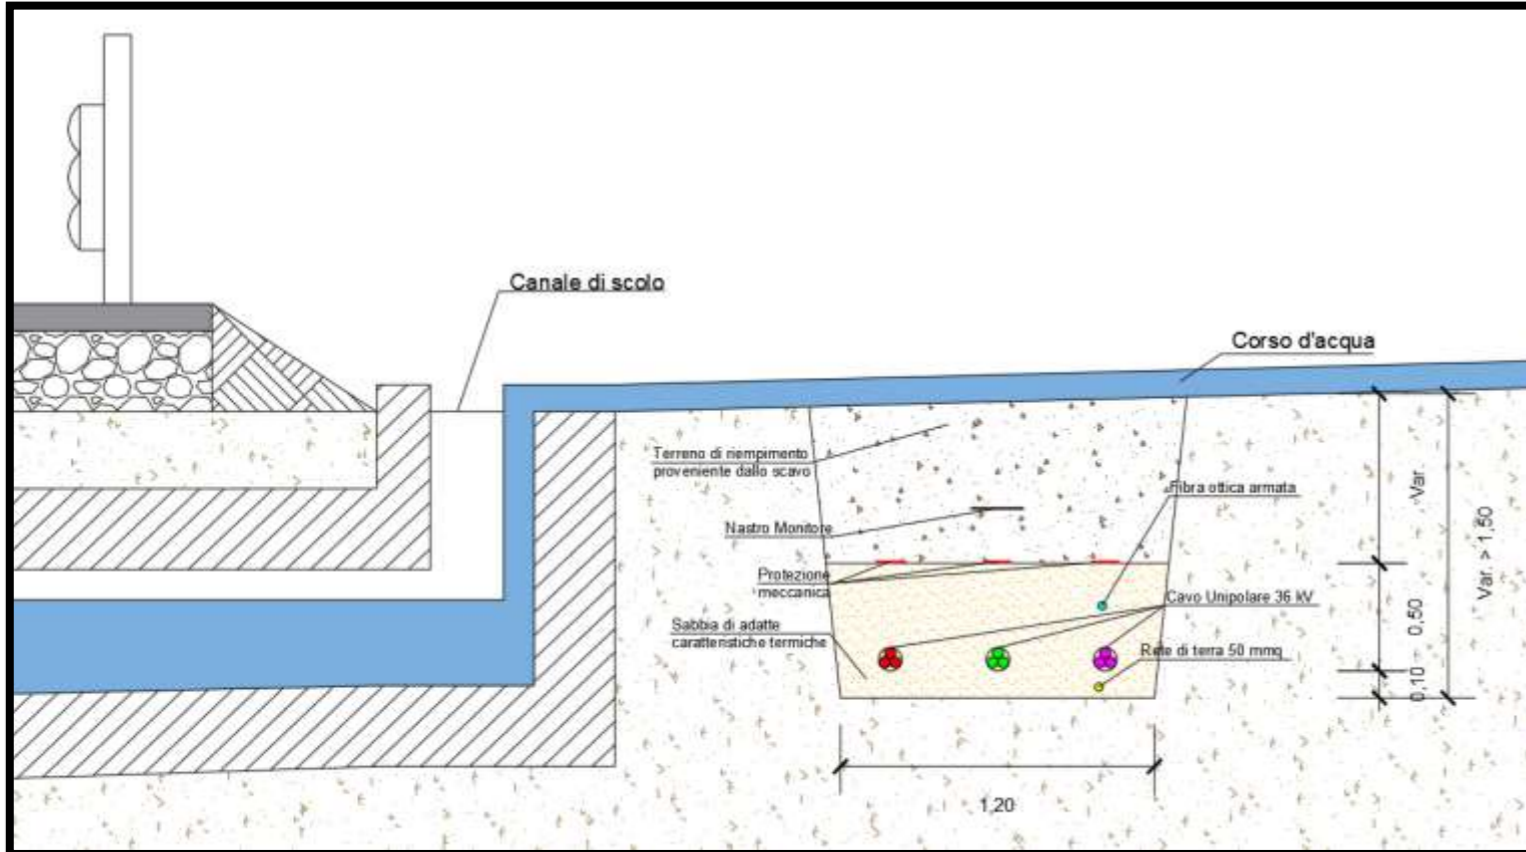 Canale di scolo
Corso d'acqua
Terreno di riempimento
proveniente dallo scavo
Fibra ottica armata
Nastro Monitore
Protezione
meccanica
Cavo Unipolare 36 kV
Sabbia di adatte
caratteristiche termiche
Rete di terra 50 mmq
Var.
Var. > 1,50
0,50
0,10
1,20